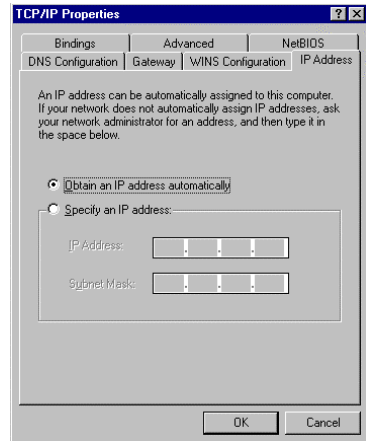 TCP/IP Properties
Bindings Advanced NetBIOS
DNS Configuration Gateway WINS Configuration IP Address
An IP address can be automatically assigned to this computer.
If your network does not automatically assign IP addresses, ask
your network administrator for an address, and then type it in
the space below.
Obtain an IP address automatically
Specify an IP address:
IP Address:
Subnet Mask:
OK Cancel